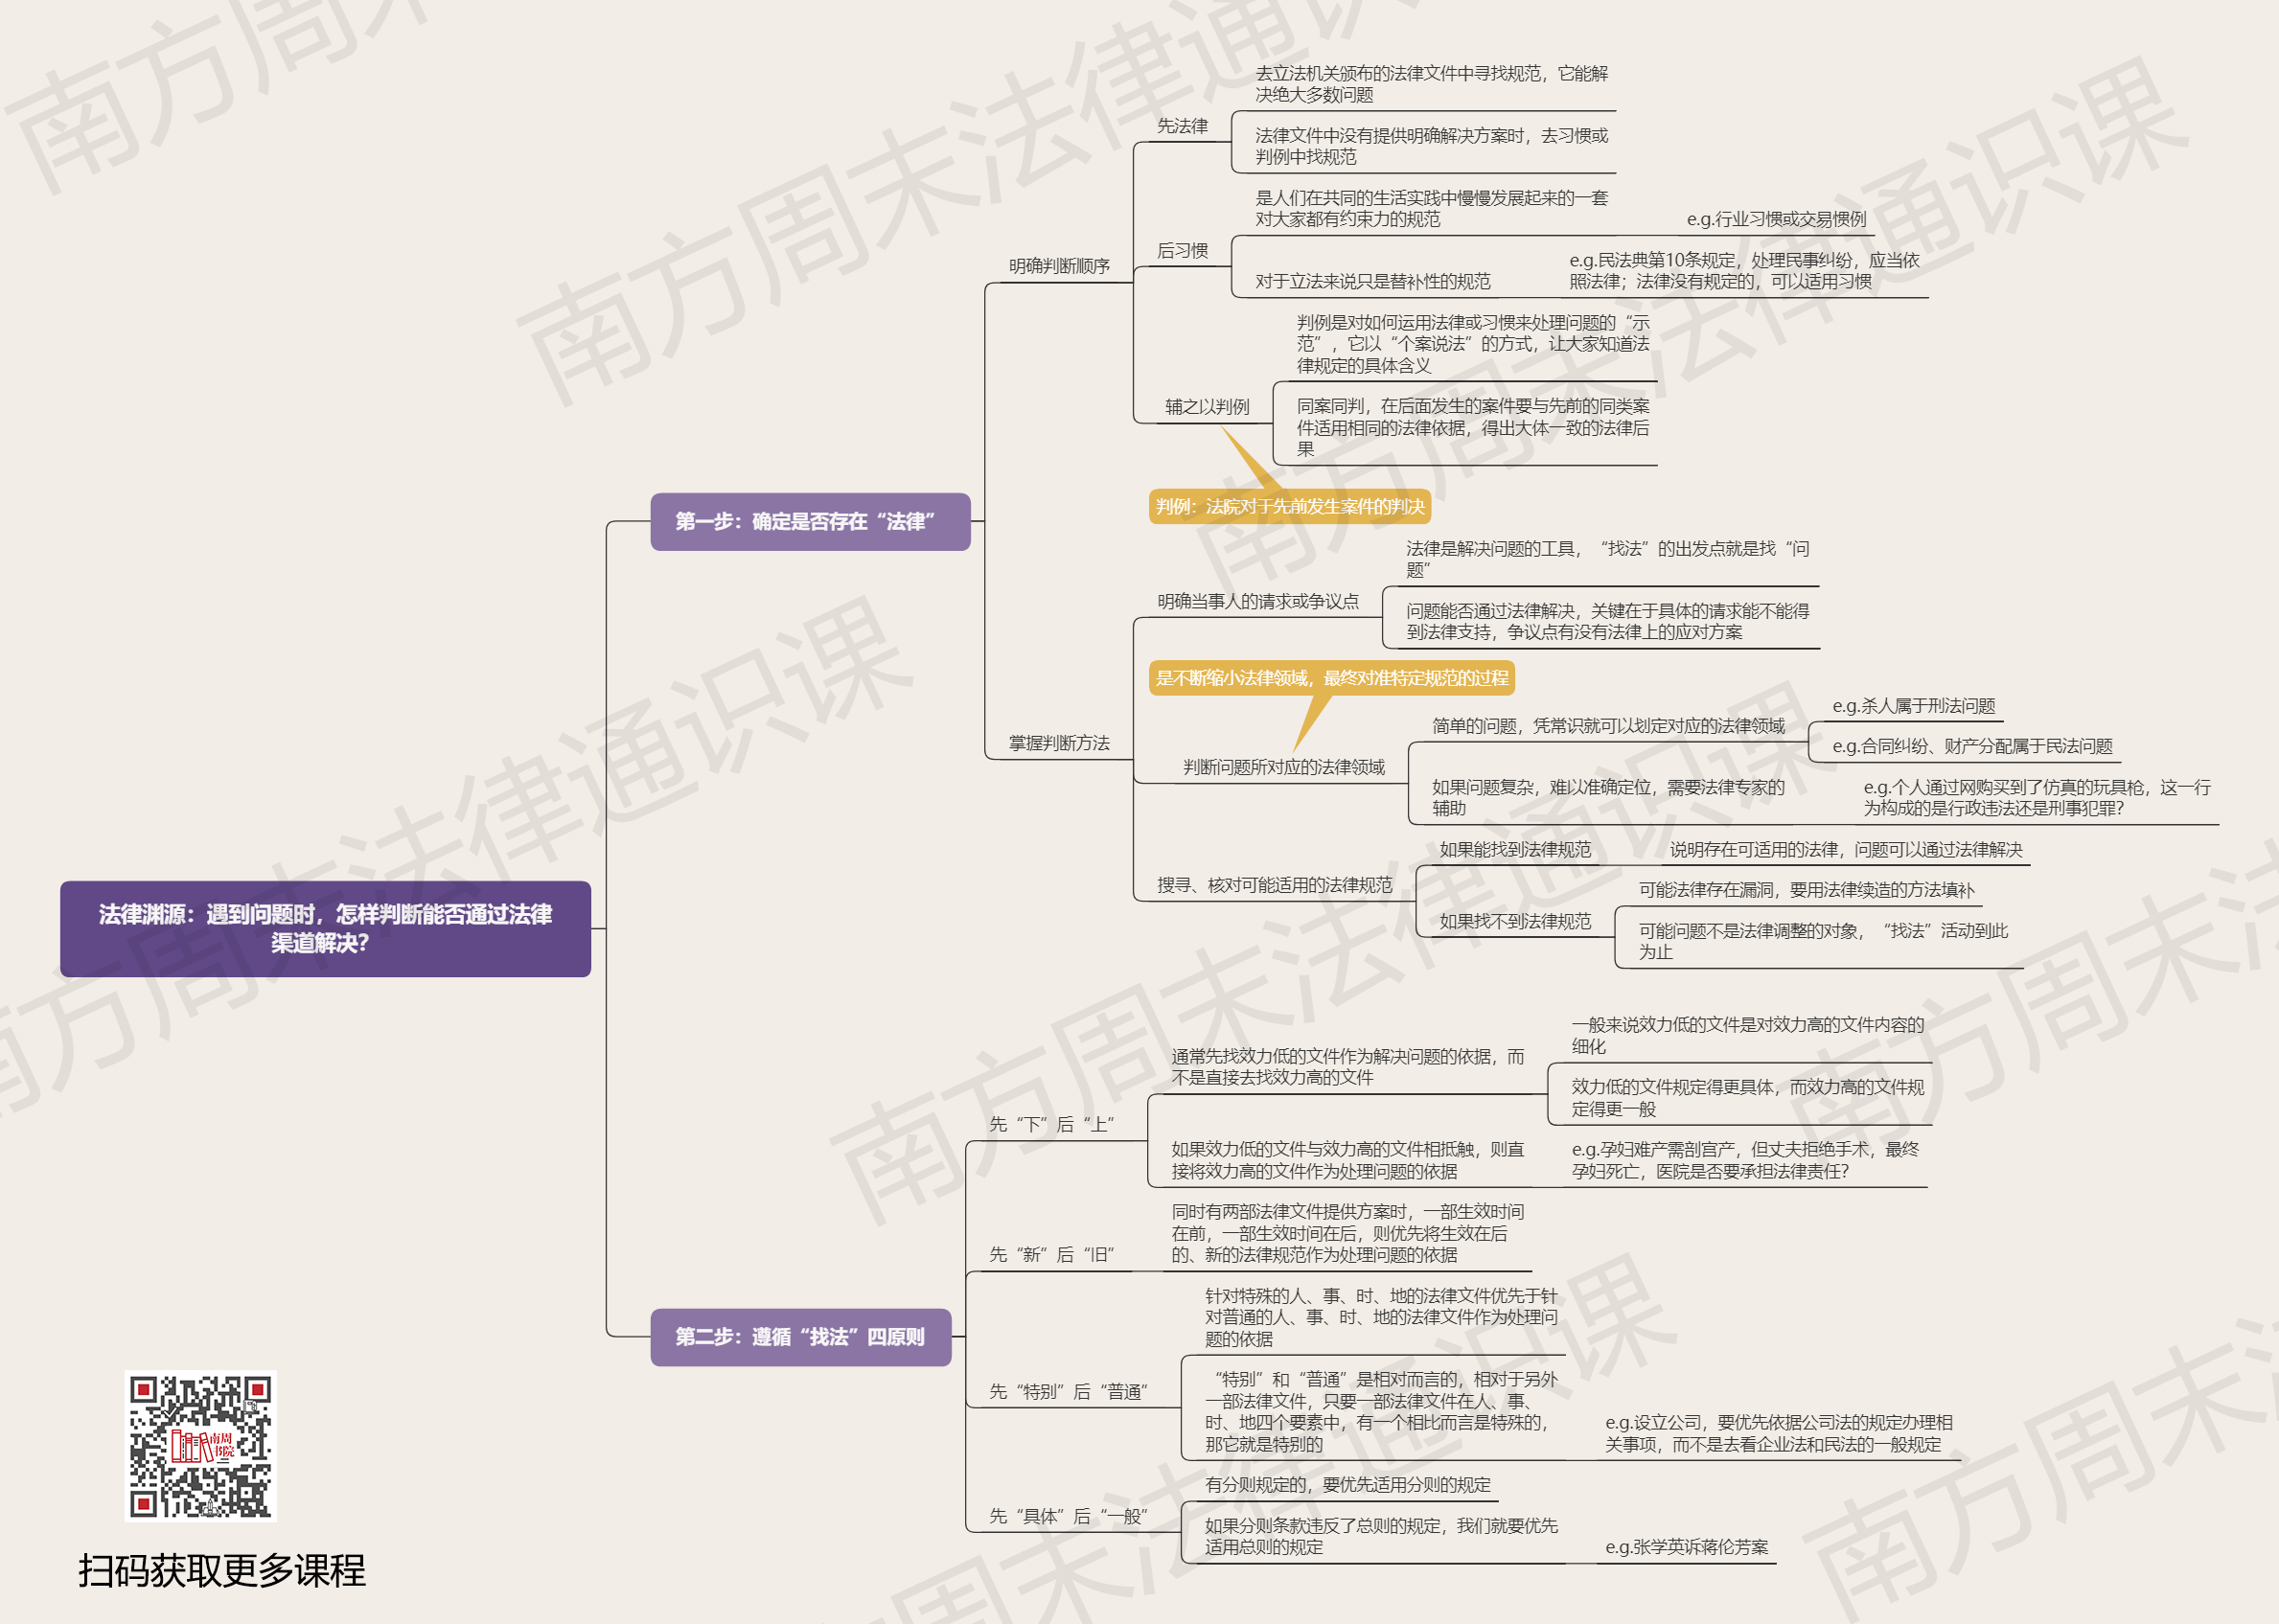 法律渊源：遇到问题时，怎样判断能否通过法律
渠道解决？
第一步：确定是否存在“法律”
明确判断顺序
先法律
去立法机关颁布的法律文件中寻找规范，它能解
决绝大多数问题
法律文件中没有提供明确解决方案时，去习惯或
判例中找规范
后习惯
是人们在共同的生活实践中慢慢发展起来的一套
对大家都有约束力的规范
e.g.行业习惯或交易惯例
对于立法来说只是替补性的规范
e.g.民法典第10条规定，处理民事纠纷，应当依
照法律；法律没有规定的，可以适用习惯
辅之以判例
判例是对如何运用法律或习惯来处理问题的“示
范”，它以“个案说法”的方式，让大家知道法
律规定的具体含义
同案同判，在后面发生的案件要与先前的同类案
件适用相同的法律依据，得出大体一致的法律后
果
判例：法院对于先前发生案件的判决
掌握判断方法
明确当事人的请求或争议点
法律是解决问题的工具，“找法”的出发点就是找“问
题“
问题能否通过法律解决，关键在于具体的请求能不能得
到法律支持，争议点有没有法律上的应对方案
是不断缩小法律领域，最终对准特定规范的过程
判断问题所对应的法律领域
简单的问题，凭常识就可以划定对应的法律领域
e.g.杀人属于刑法问题
e.g.合同纠纷、财产分配属于民法问题
如果问题复杂，难以准确定位，需要法律专家的
辅助
e.g.个人通过网购买到了仿真的玩具枪，这一行
为构成的是行政违法还是刑事犯罪？
搜寻、核对可能适用的法律规范
如果能找到法律规范
说明存在可适用的法律，问题可以通过法律解决
如果找不到法律规范
可能法律存在漏洞，要用法律续造的方法填补
可能问题不是法律调整的对象，“找法”活动到此
为止
第二步：遵循“找法”四原则
先“下”后“上”
通常先找效力低的文件作为解决问题的依据，而
不是直接去找效力高的文件
一般来说效力低的文件是对效力高的文件内容的
细化
效力低的文件规定得更具体，而效力高的文件规
定得更一般
如果效力低的文件与效力高的文件相抵触，则直
接将效力高的文件作为处理问题的依据
e.g.孕妇难产需剖宫产，但丈夫拒绝手术，最终
孕妇死亡，医院是否要承担法律责任？
先“新”后“旧”
同时有两部法律文件提供方案时，一部生效时间
在前，一部生效时间在后，则优先将生效在后
的、新的法律规范作为处理问题的依据
先“特别”后“普通”
针对特殊的人、事、时、地的法律文件优先于针
对普通的人、事、时、地的法律文件作为处理问
题的依据
“特别”和“普通”是相对而言的，相对于另外
一部法律文件，只要一部法律文件在人、事、
时、地四个要素中，有一个相比而言是特殊的，
那它就是特别的
e.g.设立公司，要优先依据公司法的规定办理相
关事项，而不是去看企业法和民法的一般规定
先“具体”后“一般”
有分则规定的，要优先适用分则的规定
如果分则条款违反了总则的规定，我们就要优先
适用总则的规定
e.g.张学英诉蒋伦芳案
南周
书院
扫码获取更多课程
南方周末
南方周末法律通识课
南方周末法律通识课
南方周末法律通识课
南方周末法律通识课
南方周末法
南方周末法律通识课
南方周末法